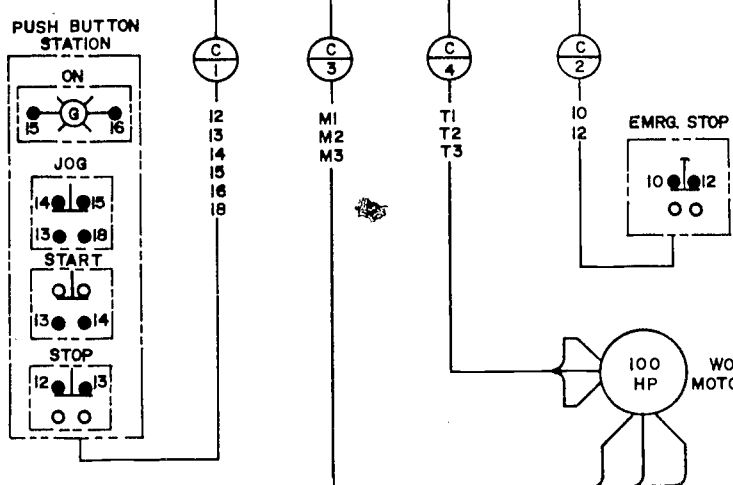 PUSH BUTTON
STATION
ON
15 G 16
JOG
14 15
13 18
START
13 14
STOP
12 13
C
1
12
13
14
15
16
18
C
3
M1
M2
M3
C
4
T1
T2
T3
C
2
10
12
EMRG. STOP
10 12
100
HP
WO
MOTO